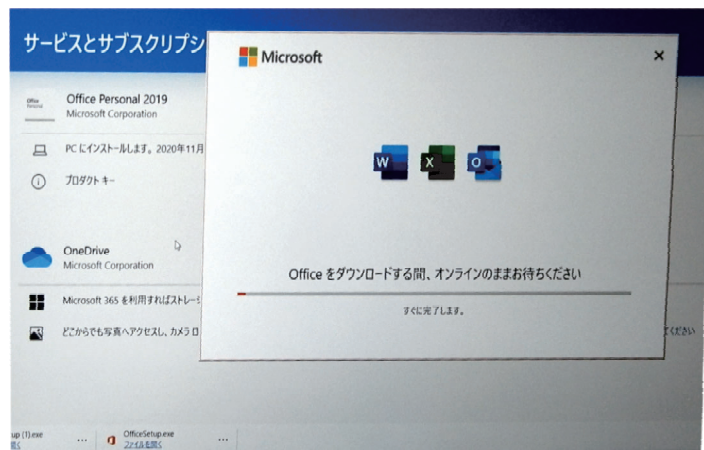 サービスとサブスクリプシ
Microsoft
Office Personal 2019
Microsoft Corporation
PC にインストールします。2020年11月
プロダクト キー
W
X
O
OneDrive
Microsoft Corporation
Office をダウンロードする間、オンラインのままお待ちください
すぐに完了します。
Microsoft 365 を利用すればストレー
どこからでも写真へアクセスし、カメラ ロ
てください
up (1).exe
OfficeSetup.exe
ファイルを開く